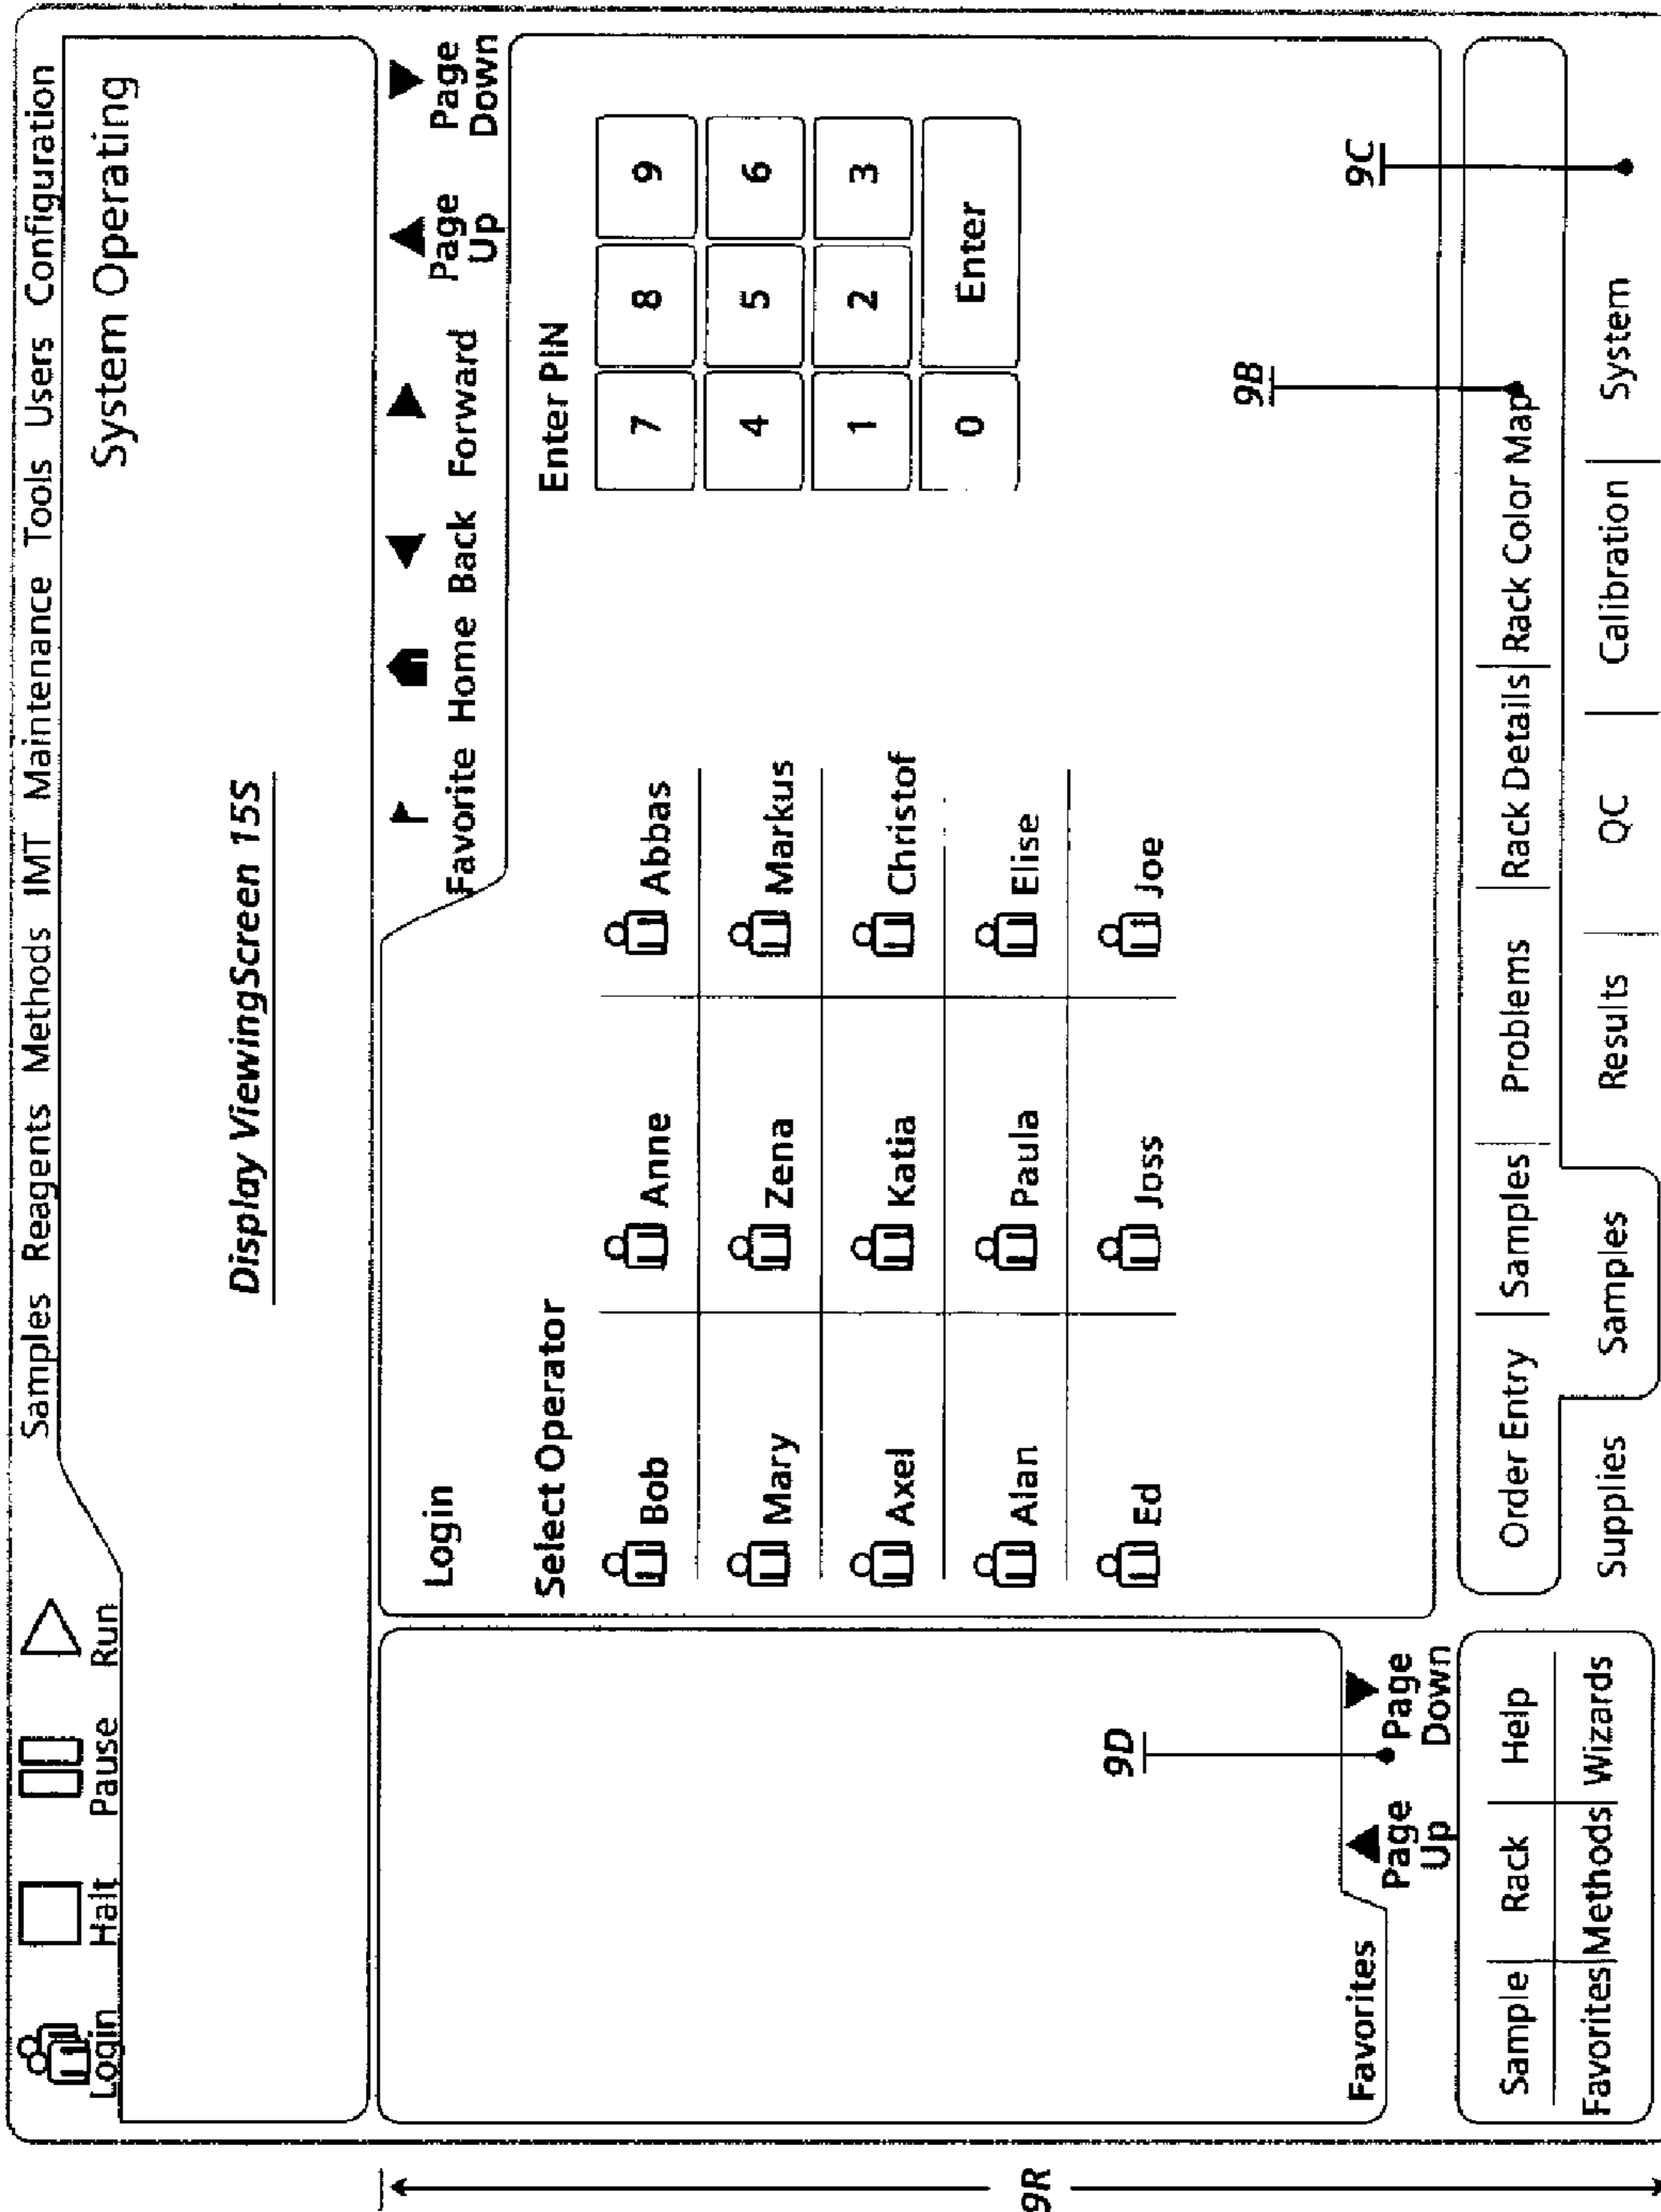 Login Halt Pause Run
Samples Reagents Methods IMT Maintenance Tools Users Configuration
System Operating
Display ViewingScreen 15S
Favorite Home Back Forward Page Up Page Down
Login
Select Operator
Enter PIN
Bob Anne Abbas
Mary Zena Markus
Axel Katia Christof
Alan Paula Elise
Ed Joss Joe
7 8 9
4 5 6
1 2 3
0 Enter
9R
9D
9B
9C
Favorites
Page Up Page Down
Sample Rack Help
Favorites Methods Wizards
Order Entry Samples Problems Rack Details Rack Color Map
Supplies Samples Results QC Calibration System